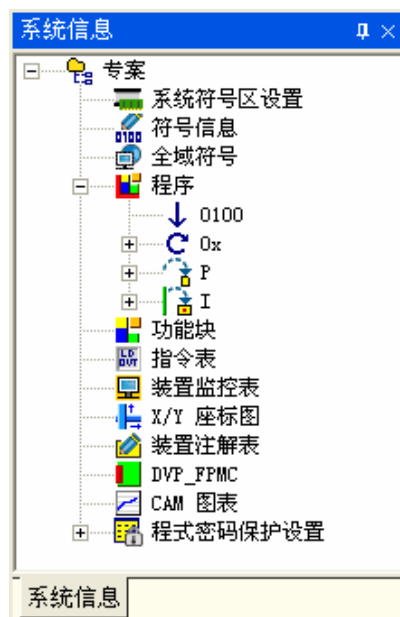 系统信息
专案
系统符号区设置
0100
符号信息
全域符号
程序
0100
Ox
P
I
功能块
LD
OUT
指令表
装置监控表
X/Y 座标图
装置注解表
DVP_FPMC
CAM 图表
程式密码保护设置
系统信息